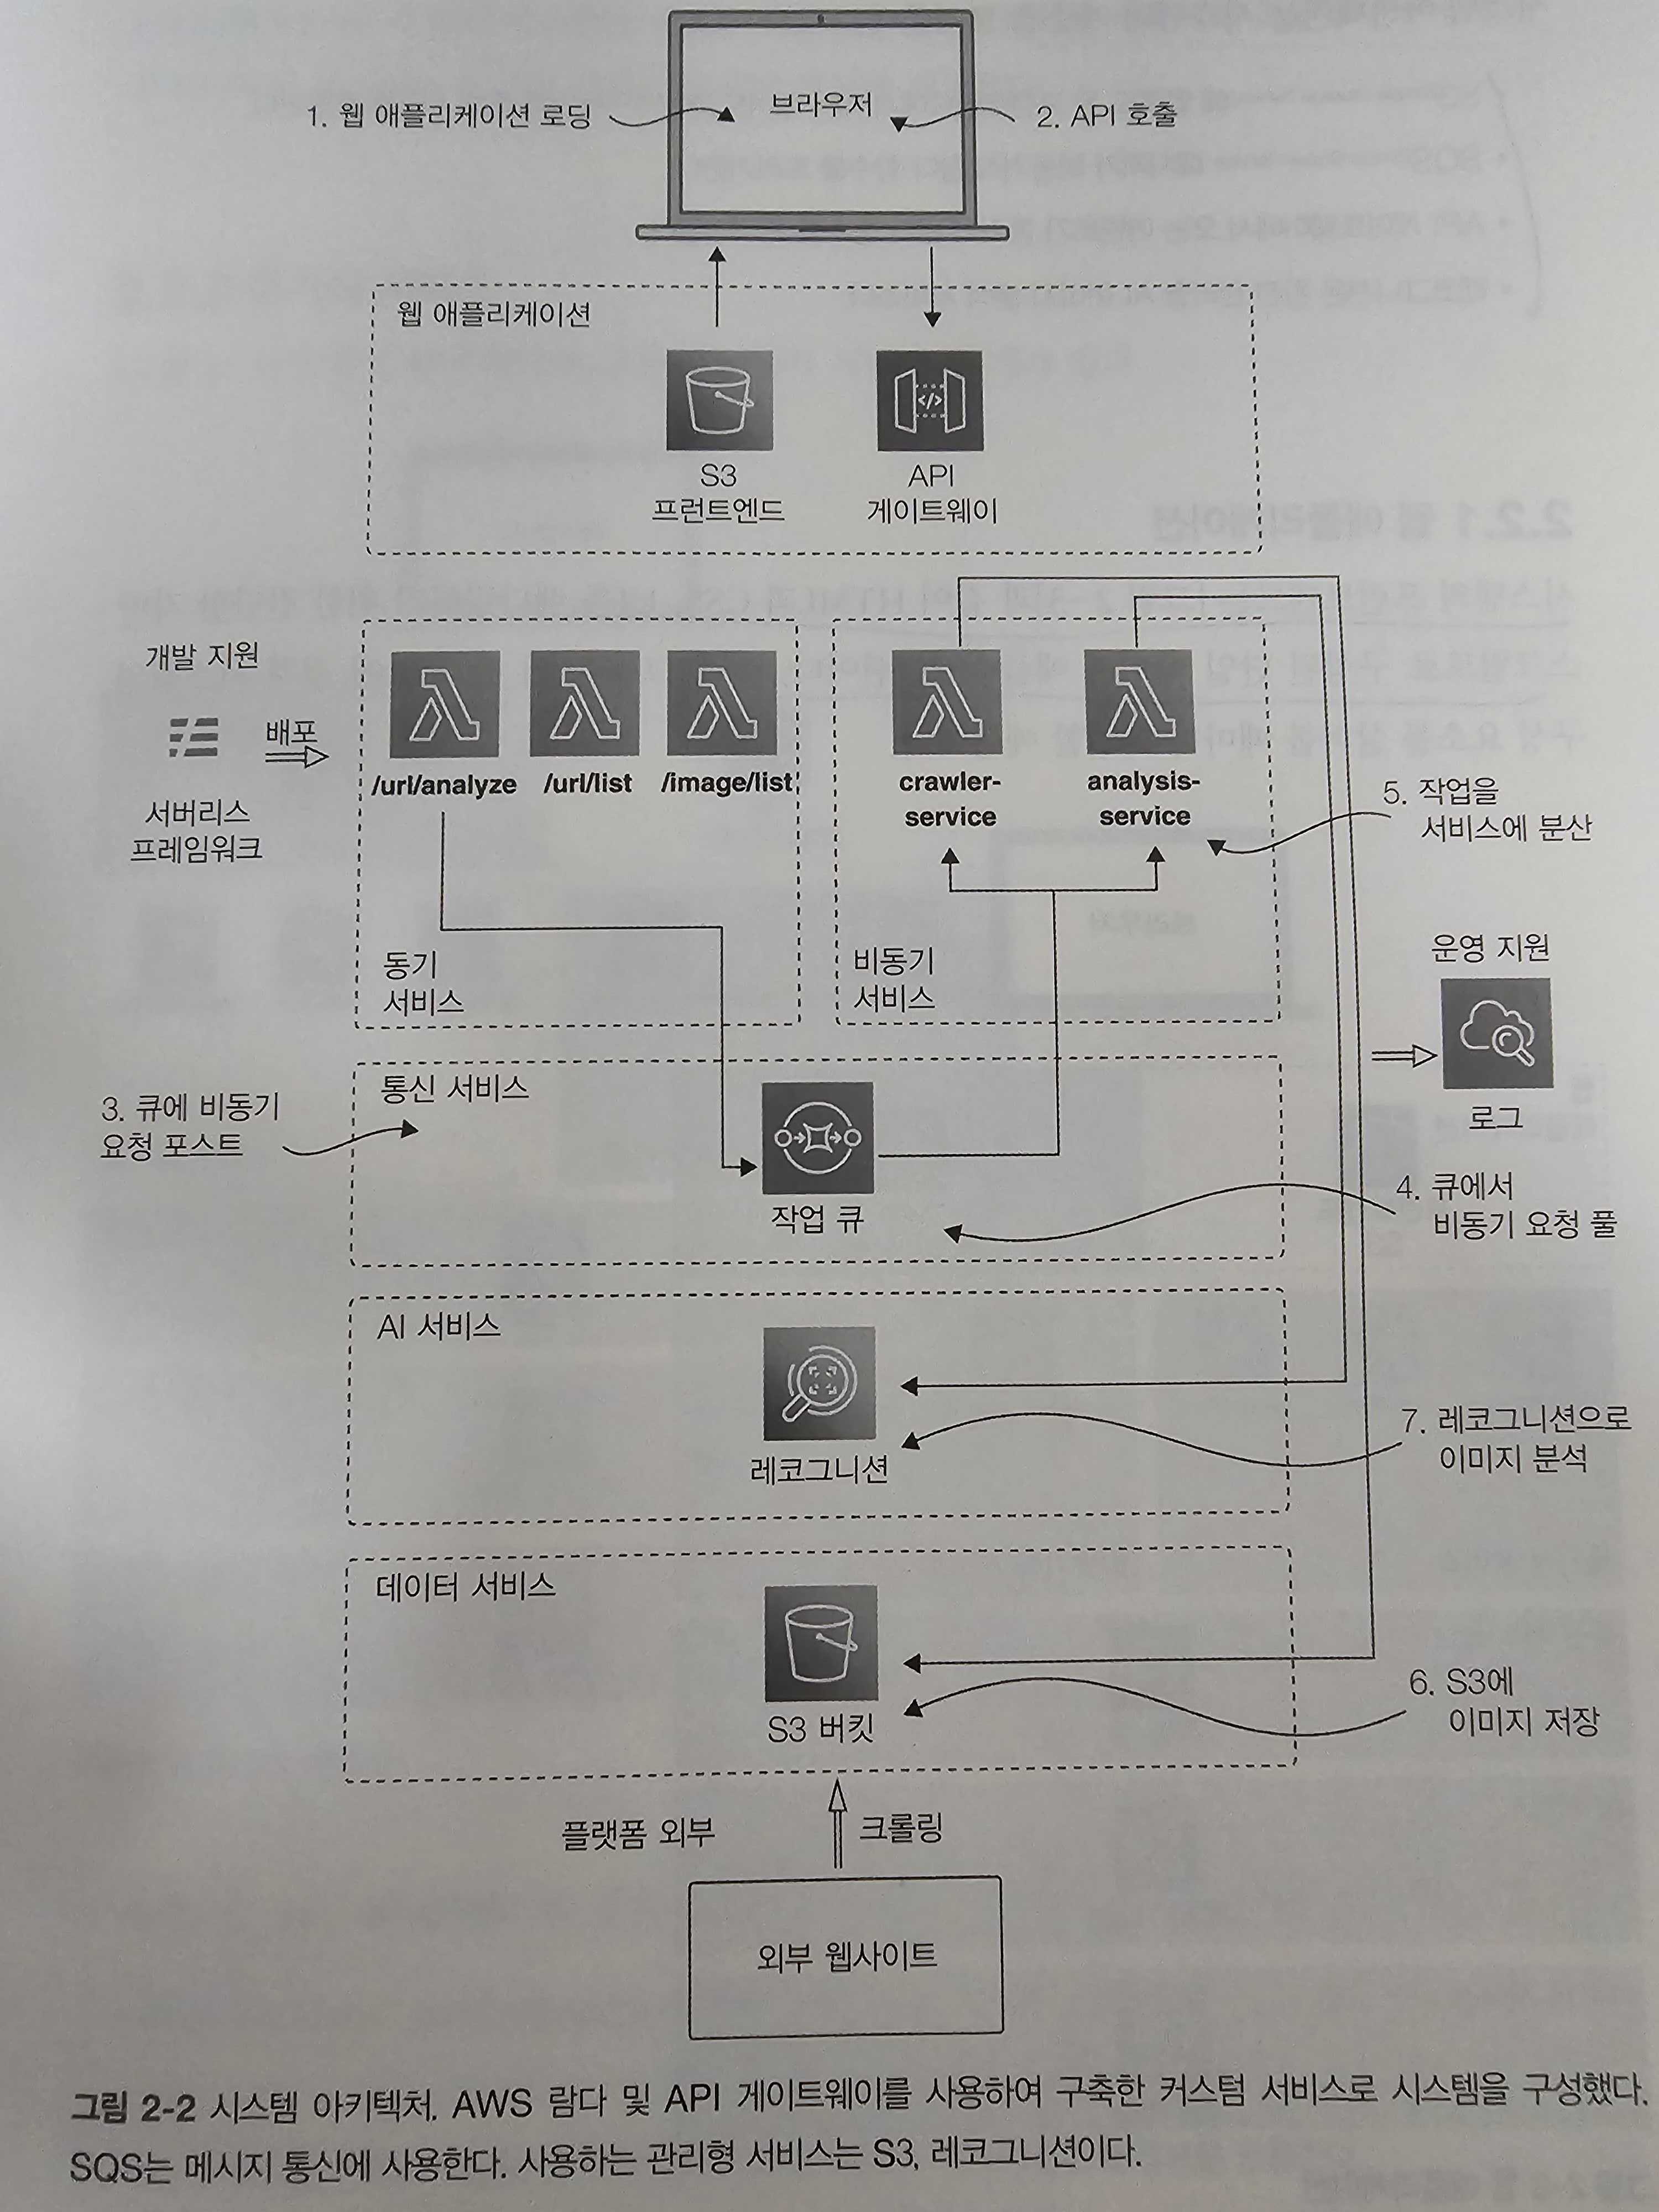 브라우저
1. 웹 애플리케이션 로딩
2. API 호출
웹 애플리케이션
S3
프런트엔드
API
게이트웨이
개발 지원
배포
서버리스
프레임워크
/url/analyze
/url/list
/image/list
동기
서비스
crawler-
service
analysis-
service
비동기
서비스
5. 작업을
서비스에 분산
운영 지원
로그
통신 서비스
3. 큐에 비동기
요청 포스트
작업 큐
4. 큐에서
비동기 요청 풀
AI 서비스
레코그니션
7. 레코그니션으로
이미지 분석
데이터 서비스
S3 버킷
6. S3에
이미지 저장
플랫폼 외부
크롤링
외부 웹사이트
그림 2-2 시스템 아키텍처. AWS 람다 및 API 게이트웨이를 사용하여 구축한 커스텀 서비스로 시스템을 구성했다.
SQS는 메시지 통신에 사용한다. 사용하는 관리형 서비스는 S3, 레코그니션이다.